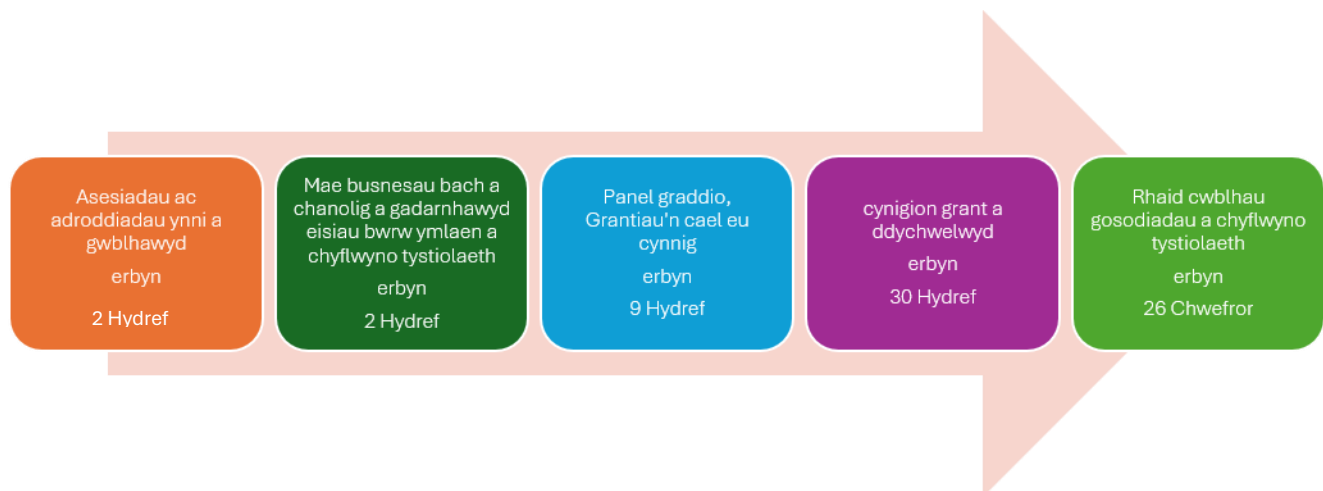 Asesiadau ac
adroddiadau ynni a
gwblhawyd
erbyn
2 Hydref
Mae busnesau bach a
chanolig a gadarnhawyd
eisiau bwrw ymlaen a
chyflwyno tystiolaeth
erbyn
2 Hydref
Panel graddio,
Grantiau'n cael eu
cynnig
erbyn
9 Hydref
cynigion grant a
ddychwelwyd
erbyn
30 Hydref
Rhaid cwblhau
gosodiadau a chyflwyno
tystiolaeth
erbyn
26 Chwefror